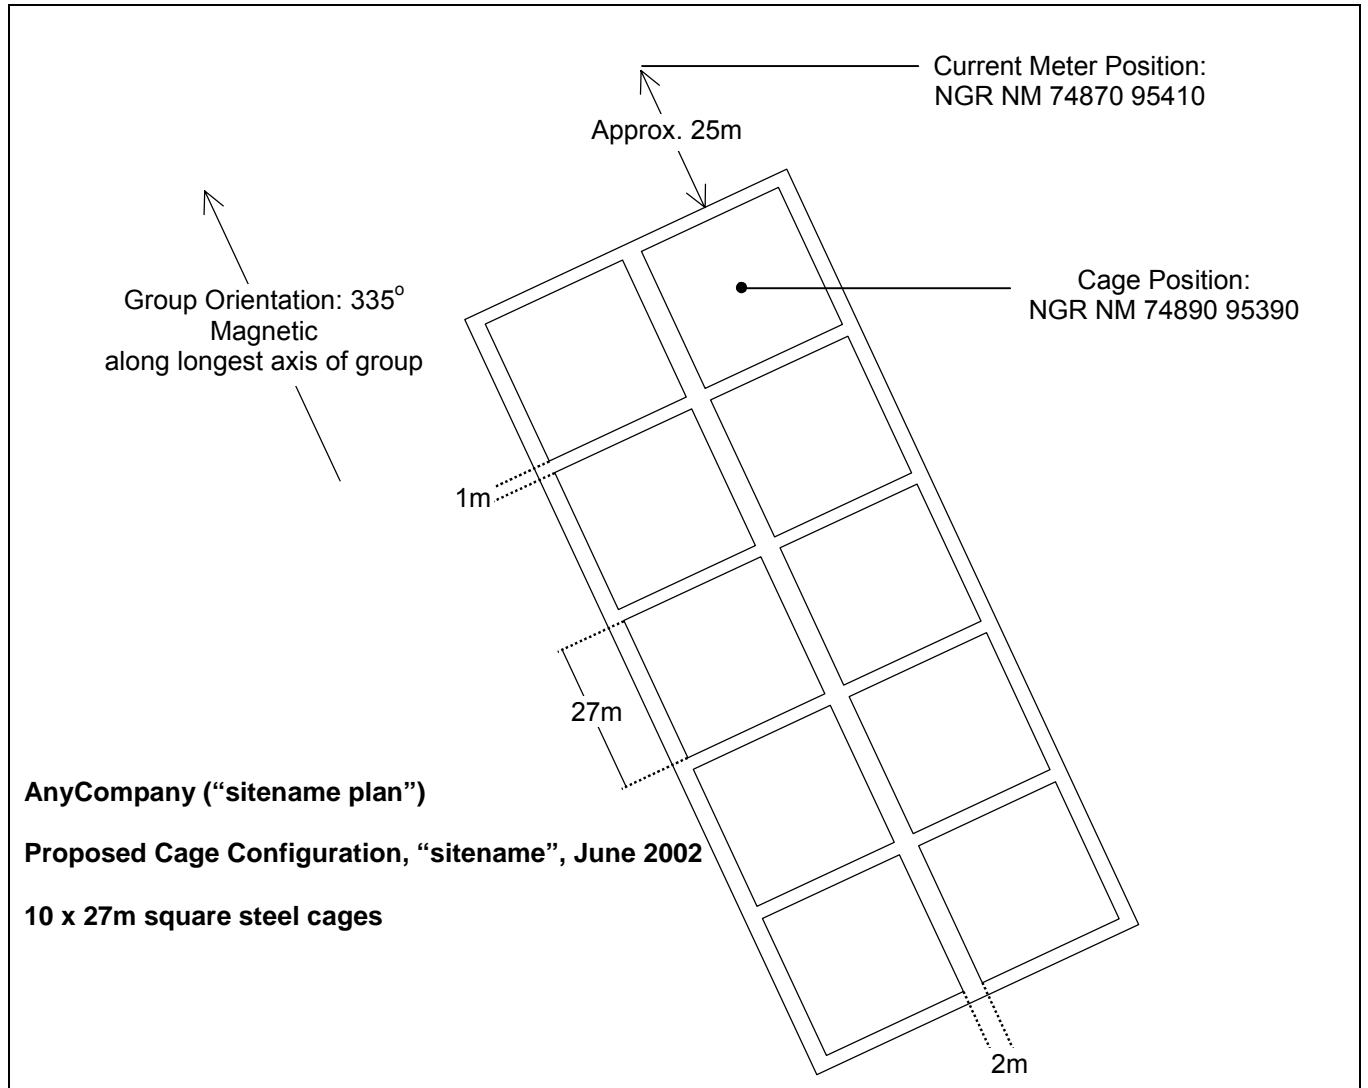 Current Meter Position:
NGR NM 74870 95410
Approx. 25m
Group Orientation: 335°
Magnetic
along longest axis of group
Cage Position:
NGR NM 74890 95390
1m
27m
AnyCompany (“sitename plan”)
Proposed Cage Configuration, “sitename”, June 2002
10 x 27m square steel cages
2m